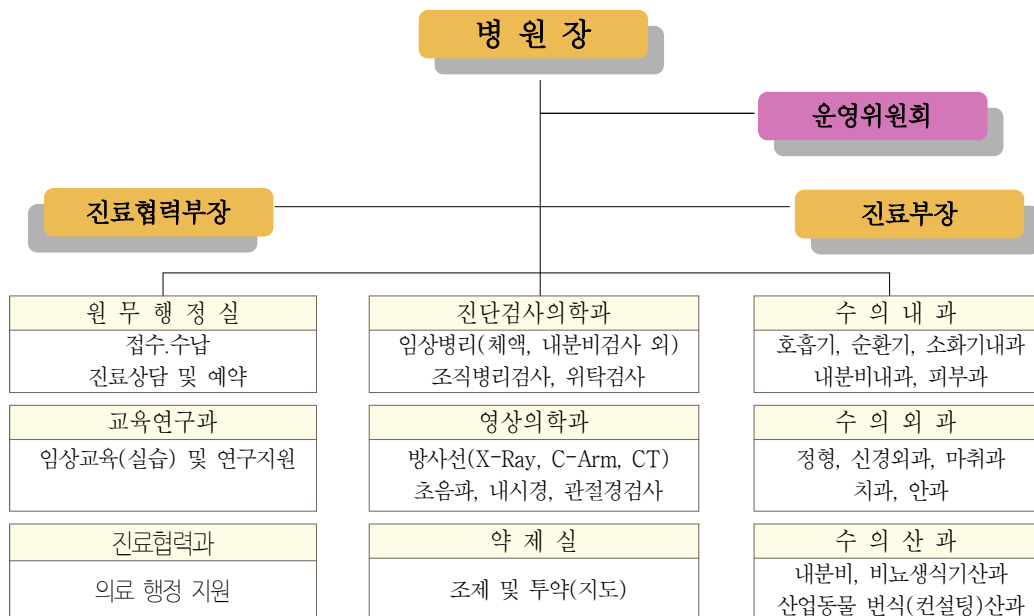 병 원 장
운영위원회
진료협력부장
진료부장
원 무 행 정 실
접수.수납
진료상담 및 예약
진단검사의학과
임상병리(체액, 내분비검사 외)
조직병리검사, 위탁검사
수 의 내 과
호흡기, 순환기, 소화기내과
내분비내과, 피부과
교육연구과
임상교육(실습) 및 연구지원
영상의학과
방사선(X-Ray, C-Arm, CT)
초음파, 내시경, 관절경검사
수 의 외 과
정형, 신경외과, 마취과
치과, 안과
진료협력과
의료 행정 지원
약 제 실
조제 및 투약(지도)
수 의 산 과
내분비, 비뇨생식기산과
산업동물 번식(컨설팅)산과